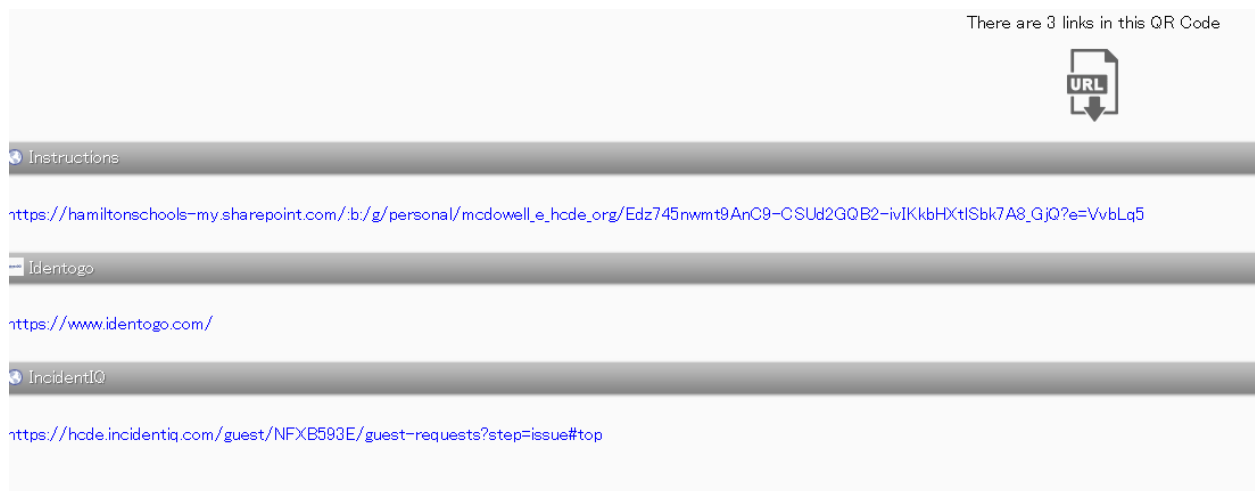 There are 3 links in this QR Code
URL
Instructions
https://hamiltonschools-my.sharepoint.com/:b:/g/personal/mcdowell_e_hcde_org/Edz745nwmt9AnC9-CSUd2GQB2-ivIKkbHXtlSbk7A8_GjQ?e=VvbLq5
Identogo
https://www.identogo.com/
IncidentIQ
https://hcde.incidentiq.com/guest/NFXB593E/guest-requests?step=issue#top